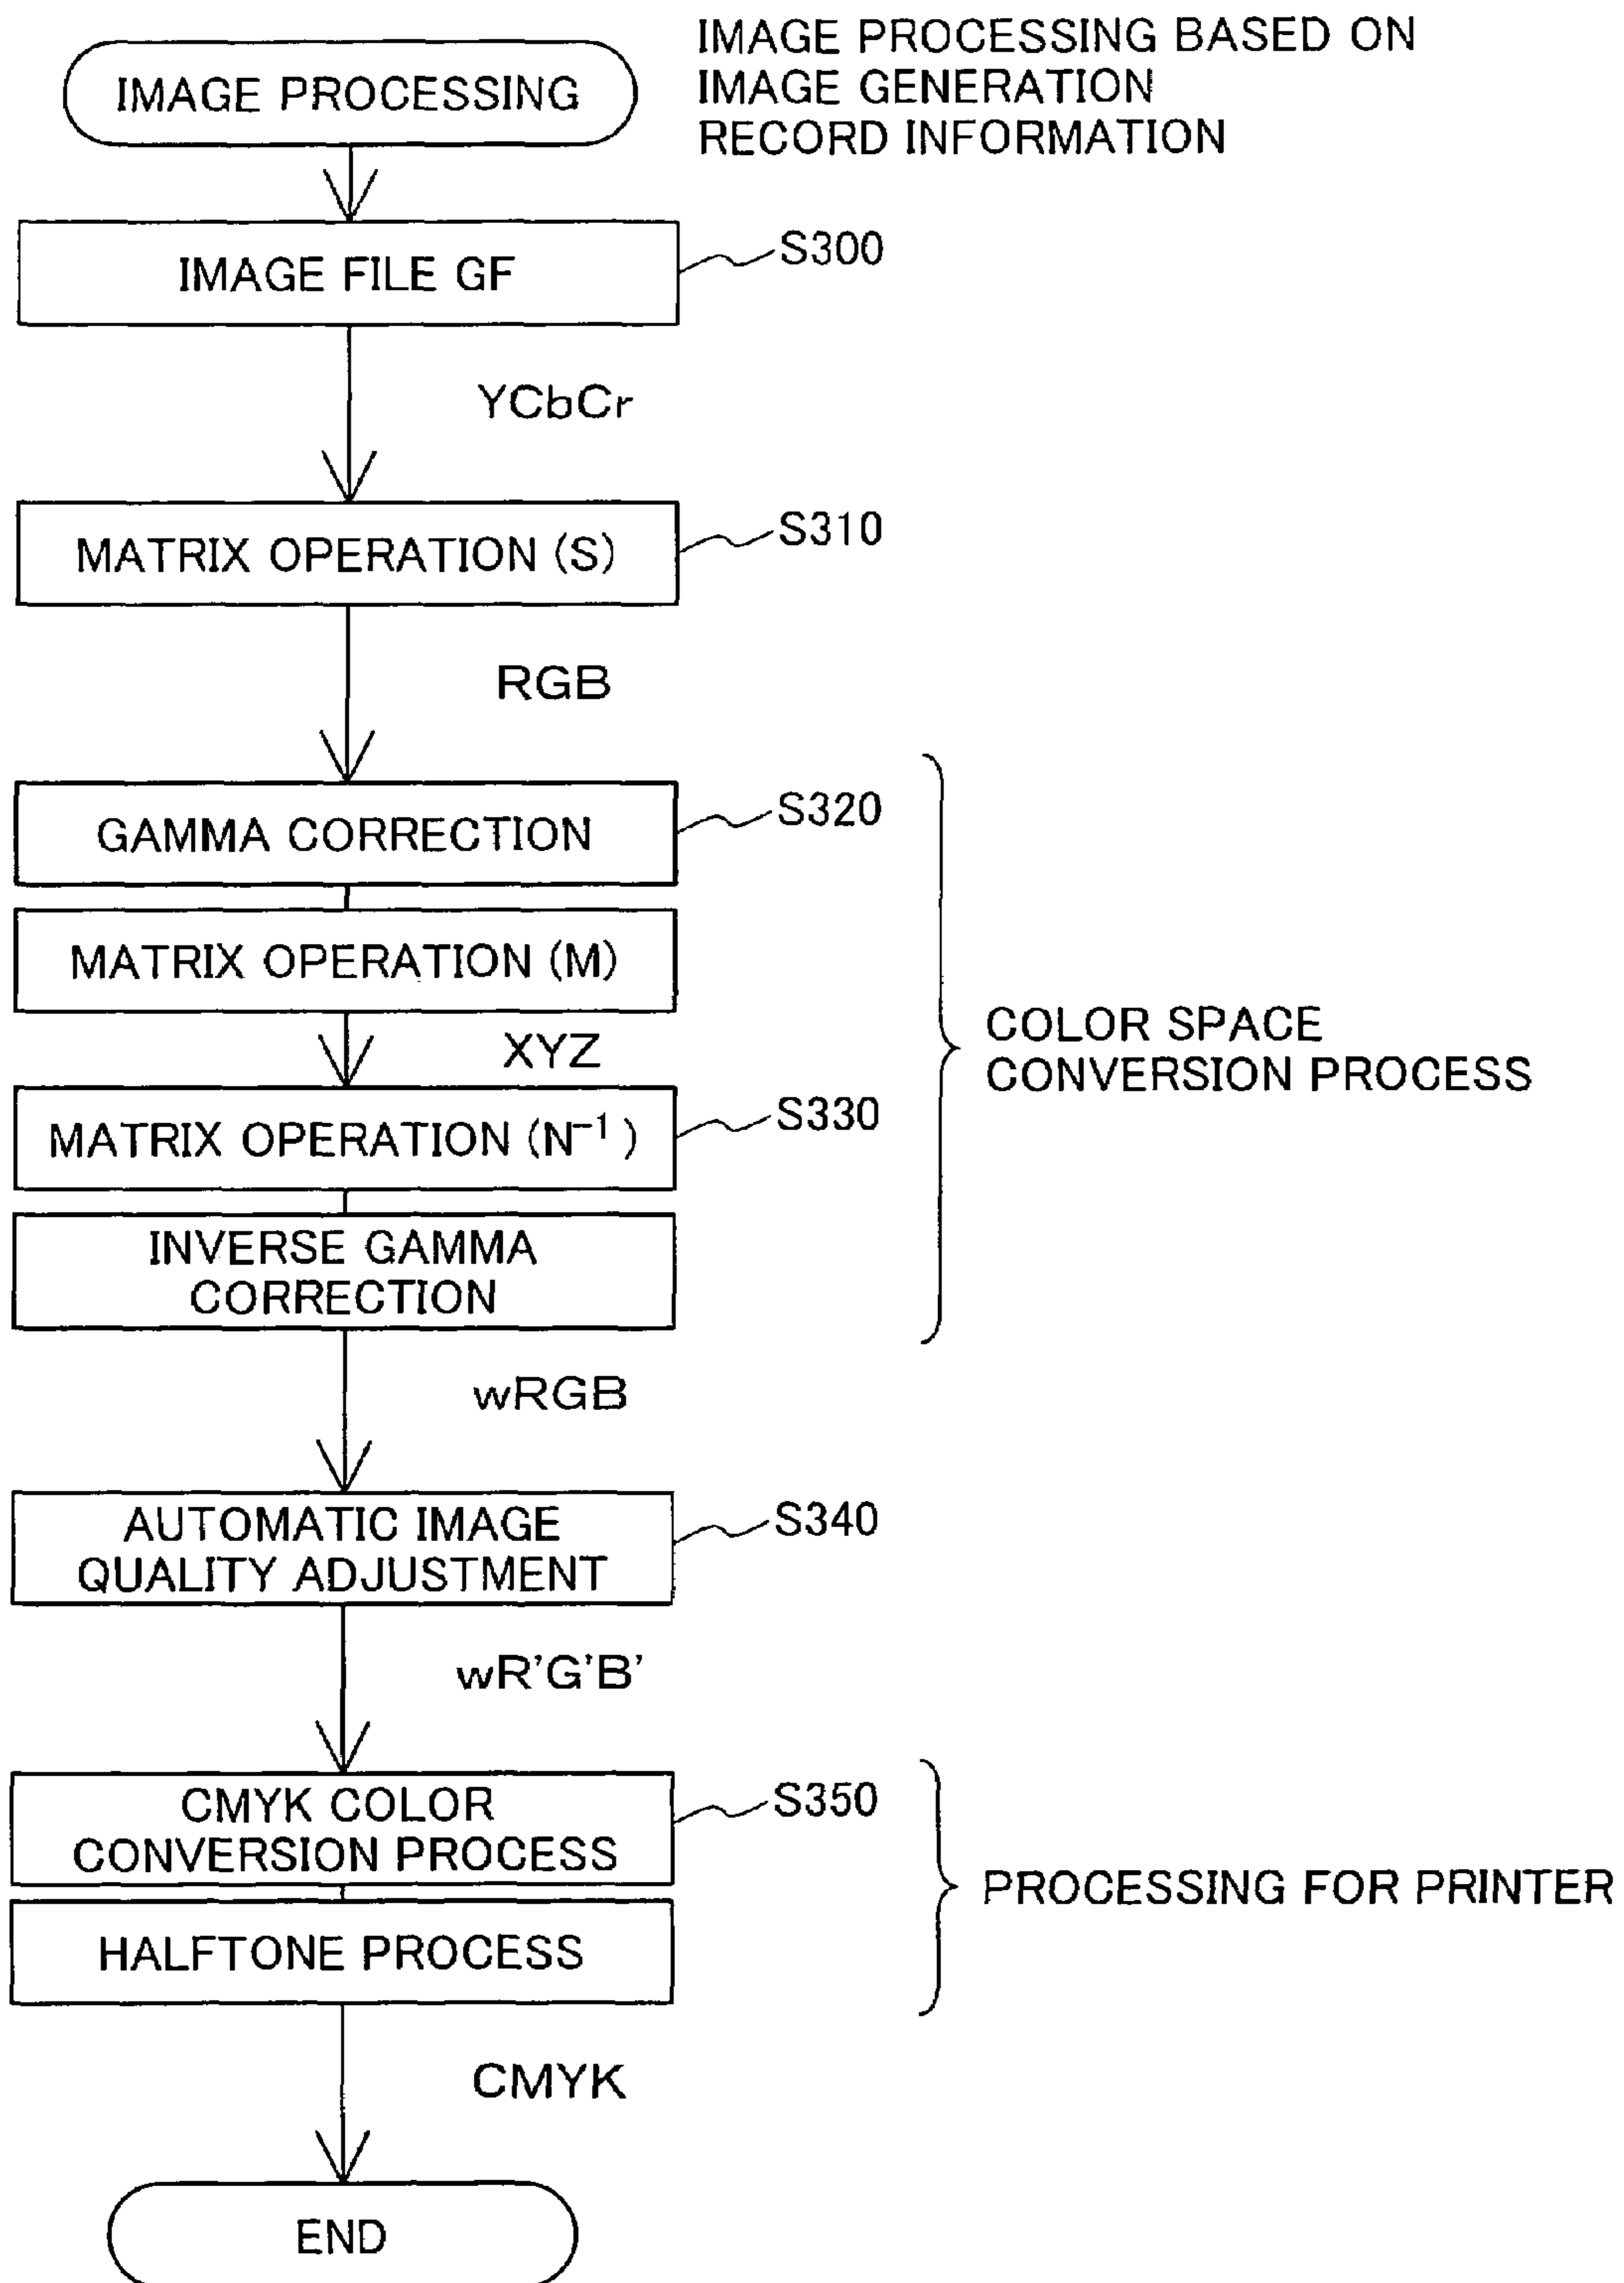 IMAGE PROCESSING
IMAGE PROCESSING BASED ON
IMAGE GENERATION
RECORD INFORMATION
IMAGE FILE GF
S300
YCbCr
MATRIX OPERATION (S)
S310
RGB
GAMMA CORRECTION
S320
MATRIX OPERATION (M)
XYZ
COLOR SPACE
CONVERSION PROCESS
MATRIX OPERATION (N⁻¹)
S330
INVERSE GAMMA
CORRECTION
wRGB
AUTOMATIC IMAGE
QUALITY ADJUSTMENT
S340
wR'G'B'
CMYK COLOR
CONVERSION PROCESS
S350
PROCESSING FOR PRINTER
HALFTONE PROCESS
CMYK
END